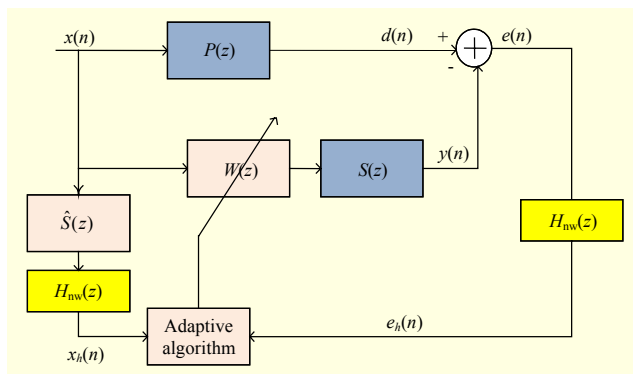 x(n)
P(z)
d(n)
+
e(n)
-
W(z)
S(z)
y(n)
Ŝ(z)
H_nw(z)
H_nw(z)
Adaptive
algorithm
e_h(n)
x_h(n)